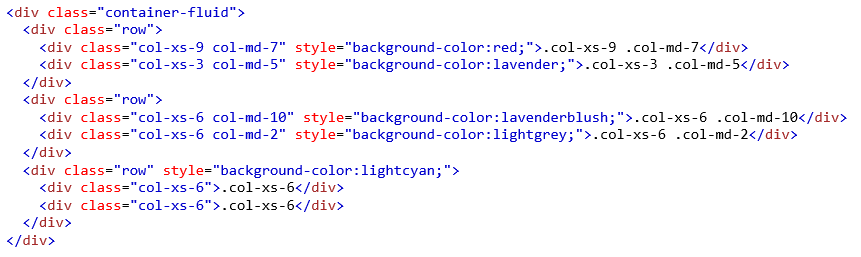 <div class="container-fluid">
  <div class="row">
    <div class="col-xs-9 col-md-7" style="background-color:red;">.col-xs-9 .col-md-7</div>
    <div class="col-xs-3 col-md-5" style="background-color:lavender;">.col-xs-3 .col-md-5</div>
  </div>
  <div class="row">
    <div class="col-xs-6 col-md-10" style="background-color:lavenderblush;">.col-xs-6 .col-md-10</div>
    <div class="col-xs-6 col-md-2" style="background-color:lightgrey;">.col-xs-6 .col-md-2</div>
  </div>
  <div class="row" style="background-color:lightcyan;">
    <div class="col-xs-6">.col-xs-6</div>
    <div class="col-xs-6">.col-xs-6</div>
  </div>
</div>